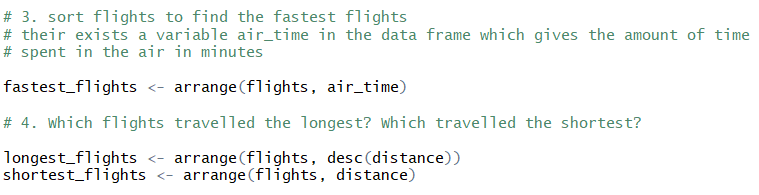 # 3. sort flights to find the fastest flights
# their exists a variable air_time in the data frame which gives the amount of time
# spent in the air in minutes
fastest_flights <- arrange(flights, air_time)
# 4. Which flights travelled the longest? Which travelled the shortest?
longest_flights <- arrange(flights, desc(distance))
shortest_flights <- arrange(flights, distance)